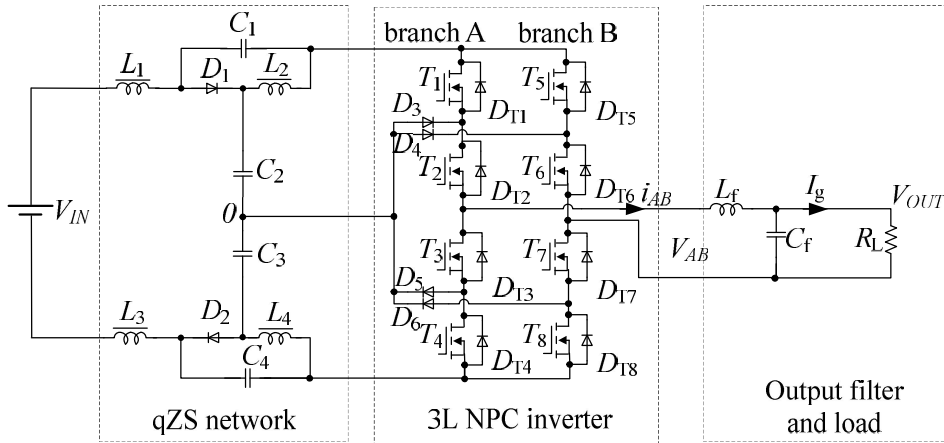 C1
branch A
branch B
L1
D1
L2
T1
T5
D3
DT1
DT5
D4
C2
T2
T6
VIN
0
DT2
DT6
iAB
Lf
Ig
VOUT
C3
T3
T7
VAB
Cf
RL
D5
DT3
DT7
L3
D2
L4
D6
T4
T8
C4
DT4
DT8
qZS network
3L NPC inverter
Output filter
and load